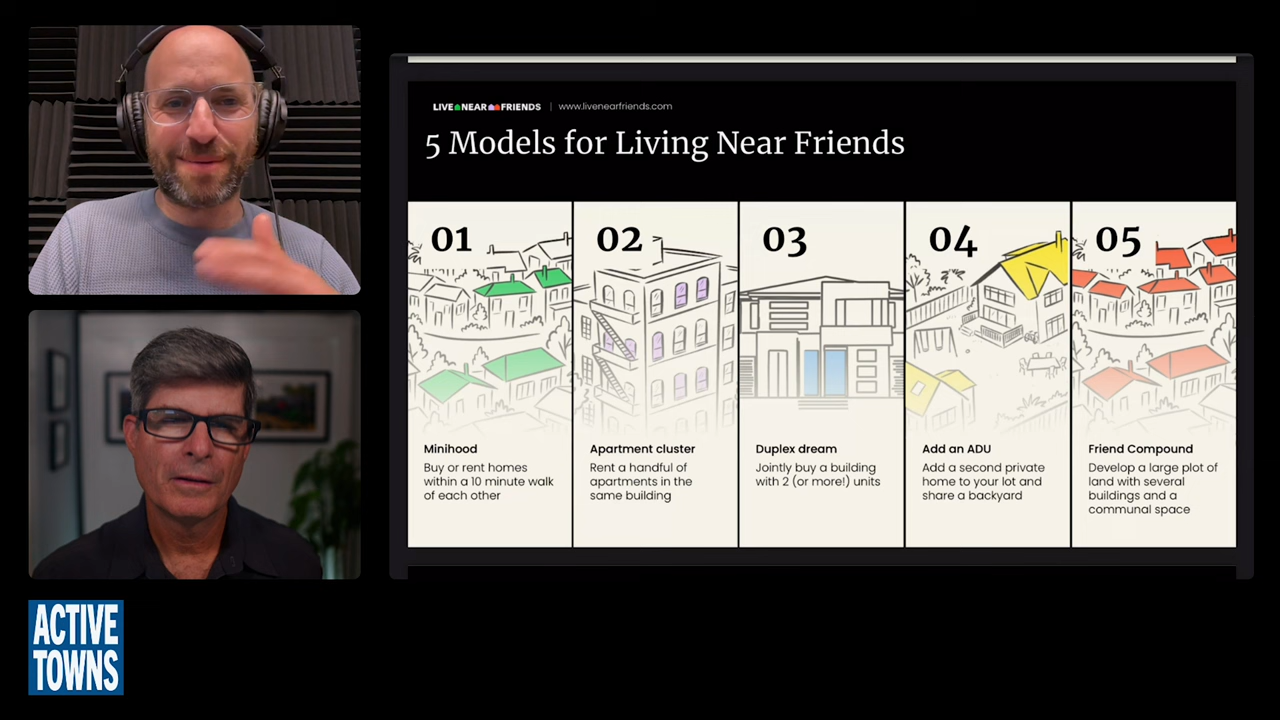 LIVE NEAR FRIENDS | www.livenearfriends.com
5 Models for Living Near Friends
01
Minihood
Buy or rent homes
within a 10 minute walk
of each other
02
Apartment cluster
Rent a handful of
apartments in the
same building
03
Duplex dream
Jointly buy a building
with 2 (or more!) units
04
Add an ADU
Add a second private
home to your lot and
share a backyard
05
Friend Compound
Develop a large plot of
land with several
buildings and a
communal space
ACTIVE
TOWNS